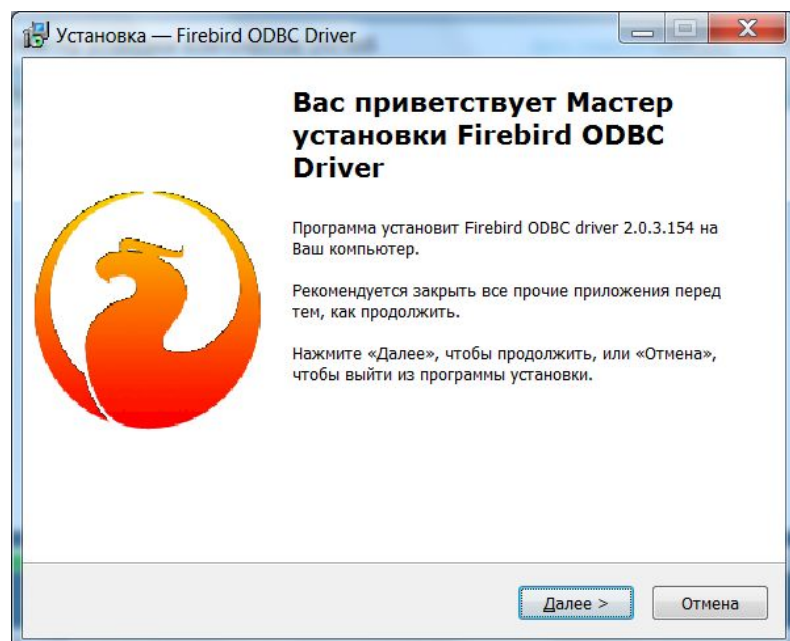 Установка — Firebird ODBC Driver
Вас приветствует Мастер
установки Firebird ODBC
Driver
Программа установит Firebird ODBC driver 2.0.3.154 на
Ваш компьютер.
Рекомендуется закрыть все прочие приложения перед
тем, как продолжить.
Нажмите «Далее», чтобы продолжить, или «Отмена»,
чтобы выйти из программы установки.
Далее >
Отмена